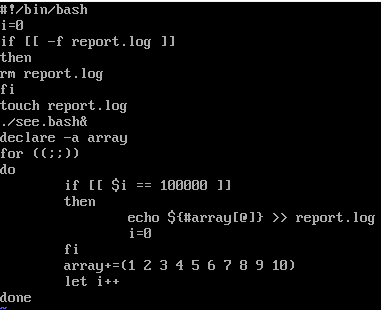 #!/bin/bash
i=0
if [[ -f report.log ]]
then
rm report.log
fi
touch report.log
./see.bash&
declare -a array
for ((;;))
do
        if [[ $i == 100000 ]]
        then
                echo ${#array[@]} >> report.log
                i=0
        fi
        array+=(1 2 3 4 5 6 7 8 9 10)
        let i++
done
~